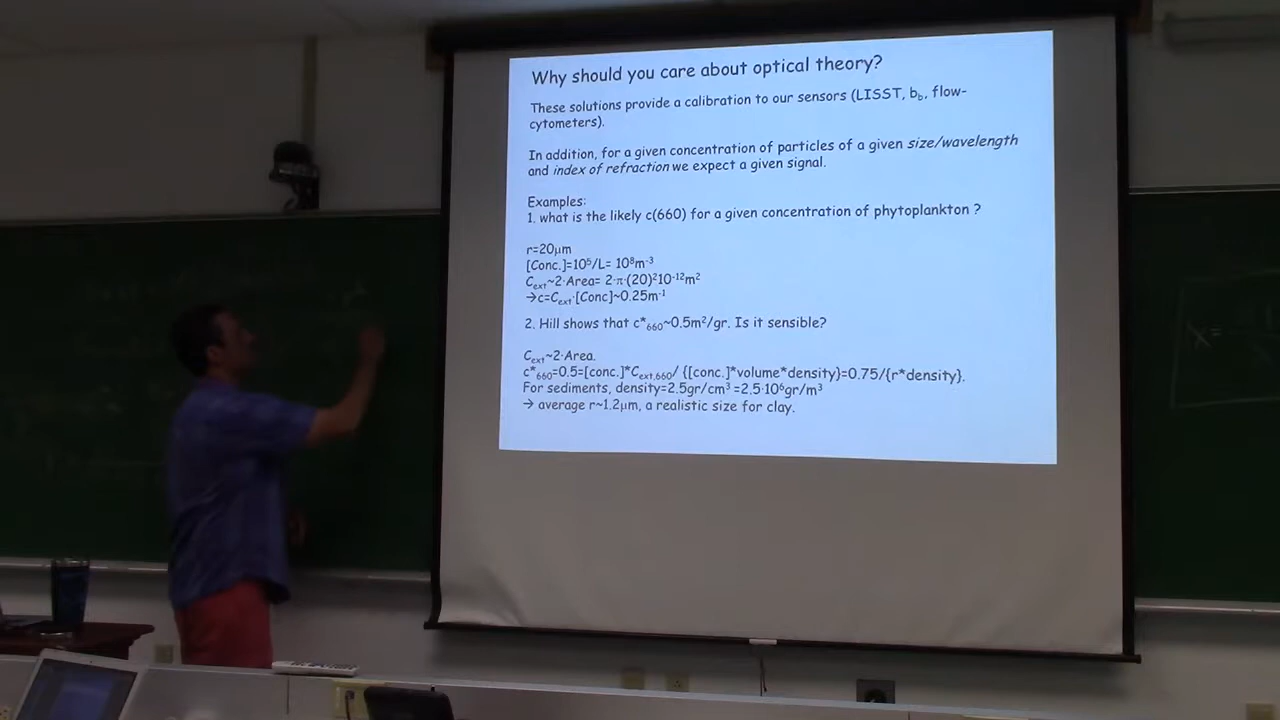 Why should you care about optical theory?
These solutions provide a calibration to our sensors (LISST, b_b, flow-
cytometers).
In addition, for a given concentration of particles of a given size/wavelength
and index of refraction we expect a given signal.
Examples:
1. what is the likely c(660) for a given concentration of phytoplankton ?
r=20μm
[Conc.]=10⁵/L= 10⁸m⁻³
C_ext~2·Area= 2·π·(20)²10⁻¹²m²
→c=C_ext·[Conc]~0.25m⁻¹
2. Hill shows that c*₆₆₀~0.5m²/gr. Is it sensible?
C_ext~2·Area.
c*₆₆₀=0.5=[conc.]*C_ext,660/ {[conc.]*volume*density)=0.75/{r*density}.
For sediments, density=2.5gr/cm³ =2.5·10⁶gr/m³
→ average r~1.2μm, a realistic size for clay.